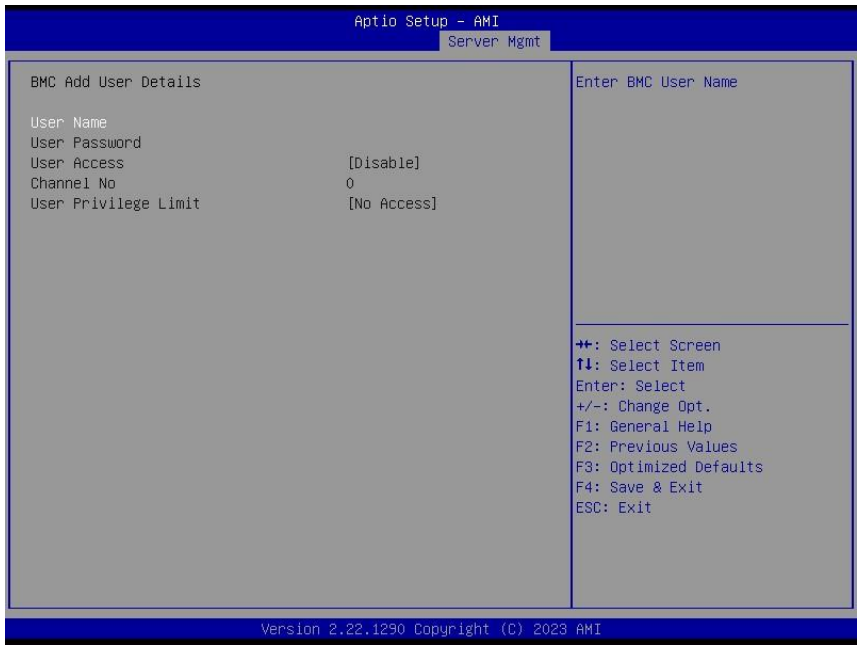 Aptio Setup – AMI
Server Mgmt
BMC Add User Details
User Name
User Password
User Access [Disable]
Channel No 0
User Privilege Limit [No Access]
Enter BMC User Name
→←: Select Screen
↑↓: Select Item
Enter: Select
+/-: Change Opt.
F1: General Help
F2: Previous Values
F3: Optimized Defaults
F4: Save & Exit
ESC: Exit
Version 2.22.1290 Copyright (C) 2023 AMI